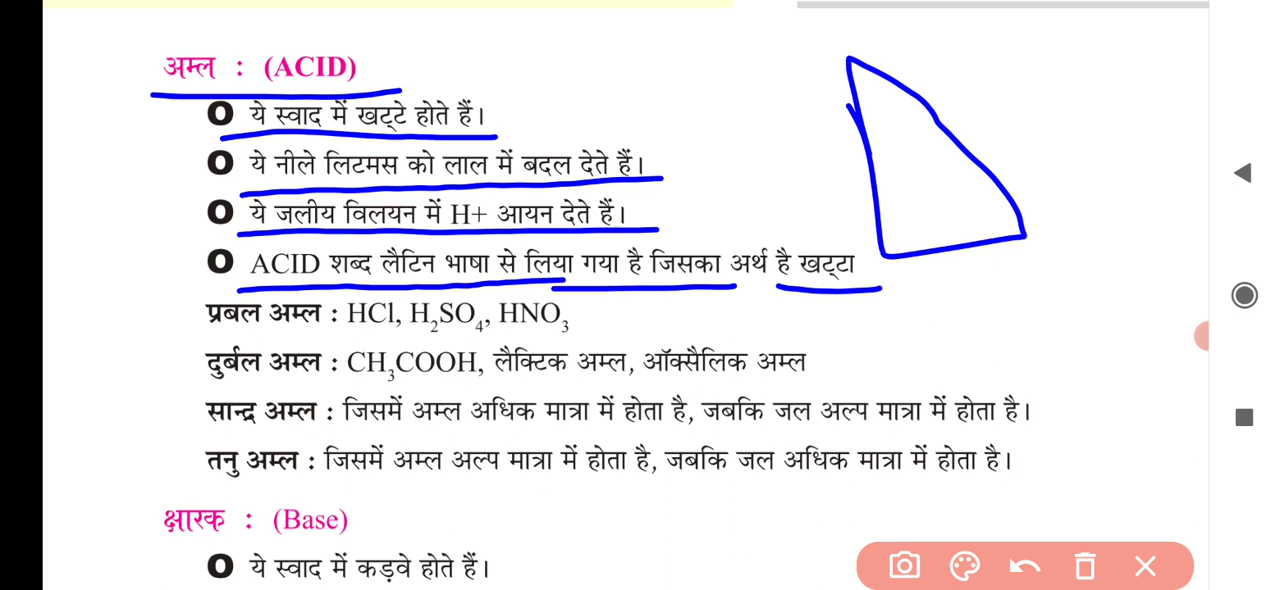 अम्ल : (ACID)
O ये स्वाद में खट्टे होते हैं।
O ये नीले लिटमस को लाल में बदल देते हैं।
O ये जलीय विलयन में H+ आयन देते हैं।
O ACID शब्द लैटिन भाषा से लिया गया है जिसका अर्थ है खट्टा
प्रबल अम्ल : HCl, H₂SO₄, HNO₃
दुर्बल अम्ल : CH₃COOH, लैक्टिक अम्ल, ऑक्सैलिक अम्ल
सान्द्र अम्ल : जिसमें अम्ल अधिक मात्रा में होता है, जबकि जल अल्प मात्रा में होता है।
तनु अम्ल : जिसमें अम्ल अल्प मात्रा में होता है, जबकि जल अधिक मात्रा में होता है।
क्षारक : (Base)
O ये स्वाद में कड़वे होते हैं।